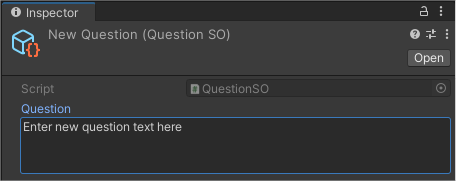 Inspector
New Question (Question SO)
Open
Script
QuestionSO
Question
Enter new question text here